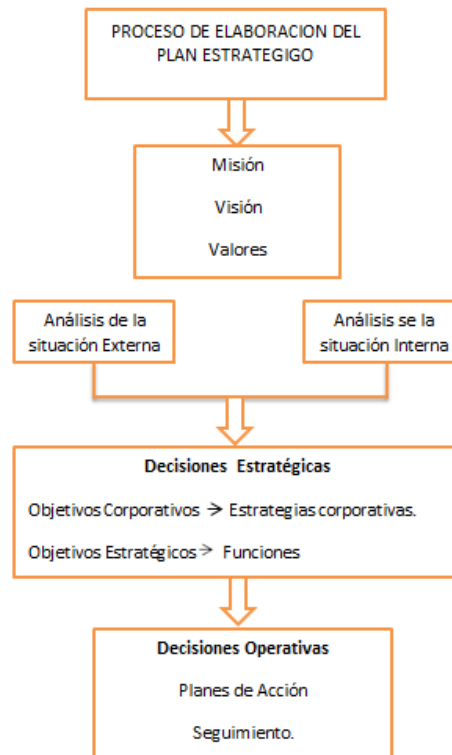 PROCESO DE ELABORACION DEL
PLAN ESTRATEGIGO
Misión
Visión
Valores
Análisis de la
situación Externa
Análisis se la
situación Interna
Decisiones Estratégicas
Objetivos Corporativos → Estrategias corporativas.
Objetivos Estratégicos → Funciones
Decisiones Operativas
Planes de Acción
Seguimiento.